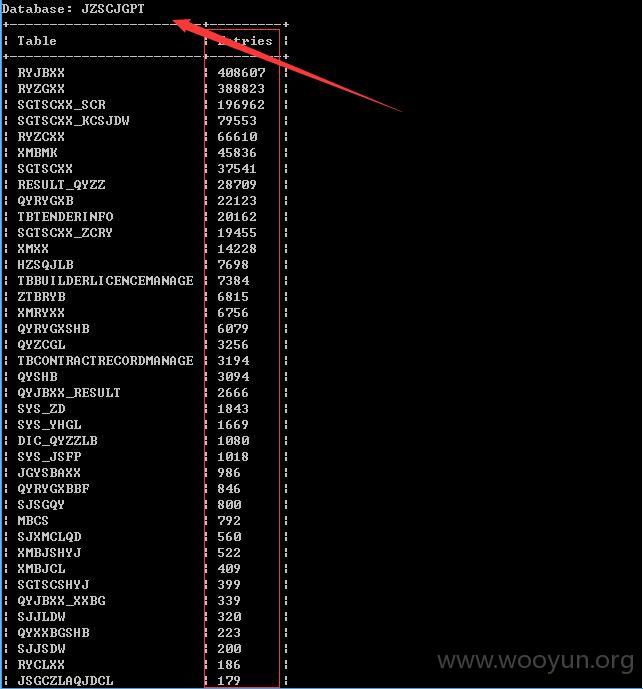 Database: JZSCJGPT
Table Entries
RYJBXX 408607
RYZGXX 388823
SGTSCXX_SCR 196962
SGTSCXX_KCSJDW 79553
RYZCXX 66610
XMBMK 45836
SGTSCXX 37541
RESULT_QYZZ 28709
QYRYGXB 22123
TBTENDERINFO 20162
SGTSCXX_ZCRY 19455
XMXX 14228
HZSQJLB 7698
TBBUILDERLICENCEMANAGE 7384
ZTBRYB 6815
XMRYXX 6756
QYRYGXSHB 6079
QYZCGL 3256
TBCONTRACTRECORDMANAGE 3194
QYSHB 3094
QYJBXX_RESULT 2666
SYS_ZD 1843
SYS_YHGL 1669
DIC_QYZZLB 1080
SYS_JSFP 1018
JGYSBAXX 986
QYRYGXBBF 846
SJSGQY 800
MBCS 792
SJXMCLQD 560
XMBJSHYJ 522
XMBJCL 409
SGTSCSHYJ 399
QYJBXX_XXBG 339
SJJLDW 320
QYXXBGSHB 223
SJJSDW 200
RYCLXX 186
JSGCZLAQJDCL 179
www.wooyun.org